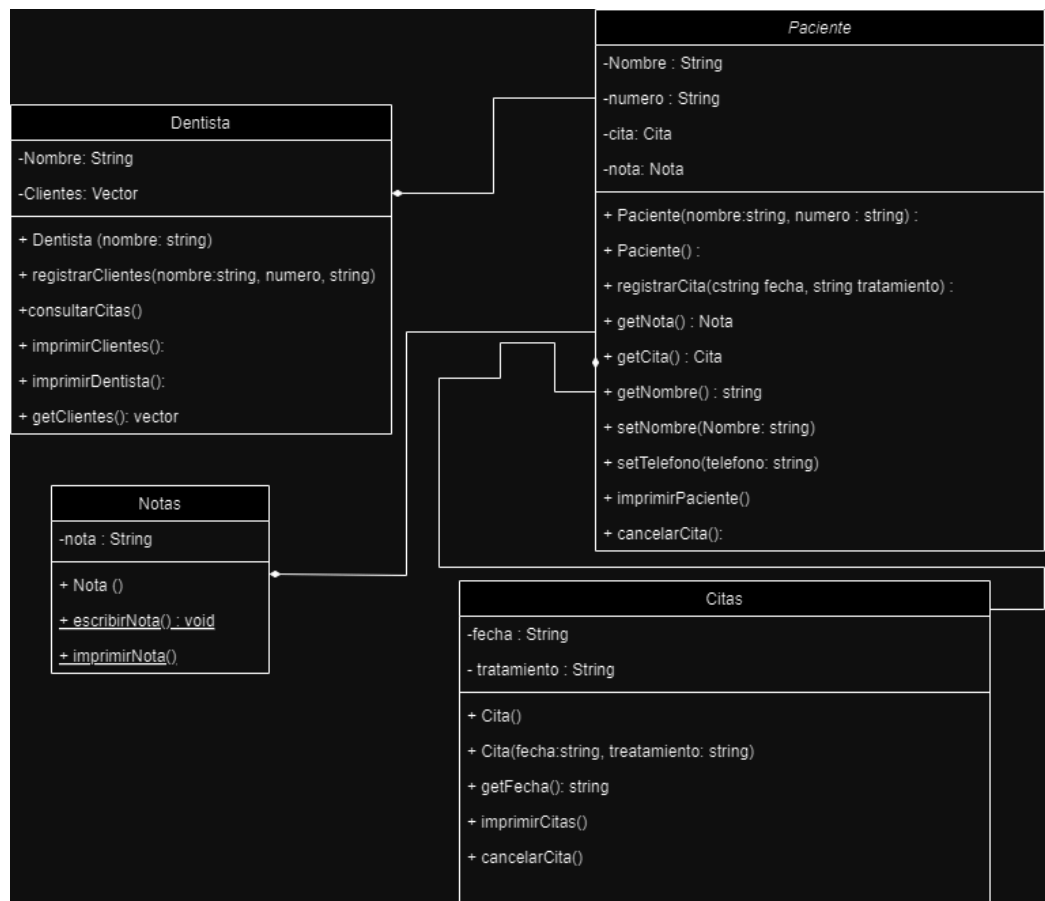 Paciente
-Nombre : String
-numero : String
-cita: Cita
-nota: Nota
+ Paciente(nombre:string, numero : string) :
+ Paciente() :
+ registrarCita(cstring fecha, string tratamiento) :
+ getNota() : Nota
+ getCita() : Cita
+ getNombre() : string
+ setNombre(Nombre: string)
+ setTelefono(telefono: string)
+ imprimirPaciente()
+ cancelarCita():
Dentista
-Nombre: String
-Clientes: Vector
+ Dentista (nombre: string)
+ registrarClientes(nombre:string, numero, string)
+consultarCitas()
+ imprimirClientes():
+ imprimirDentista():
+ getClientes(): vector
Notas
-nota : String
+ Nota ()
+ escribirNota() : void
+ imprimirNota()
Citas
-fecha : String
- tratamiento : String
+ Cita()
+ Cita(fecha:string, treatamiento: string)
+ getFecha(): string
+ imprimirCitas()
+ cancelarCita()